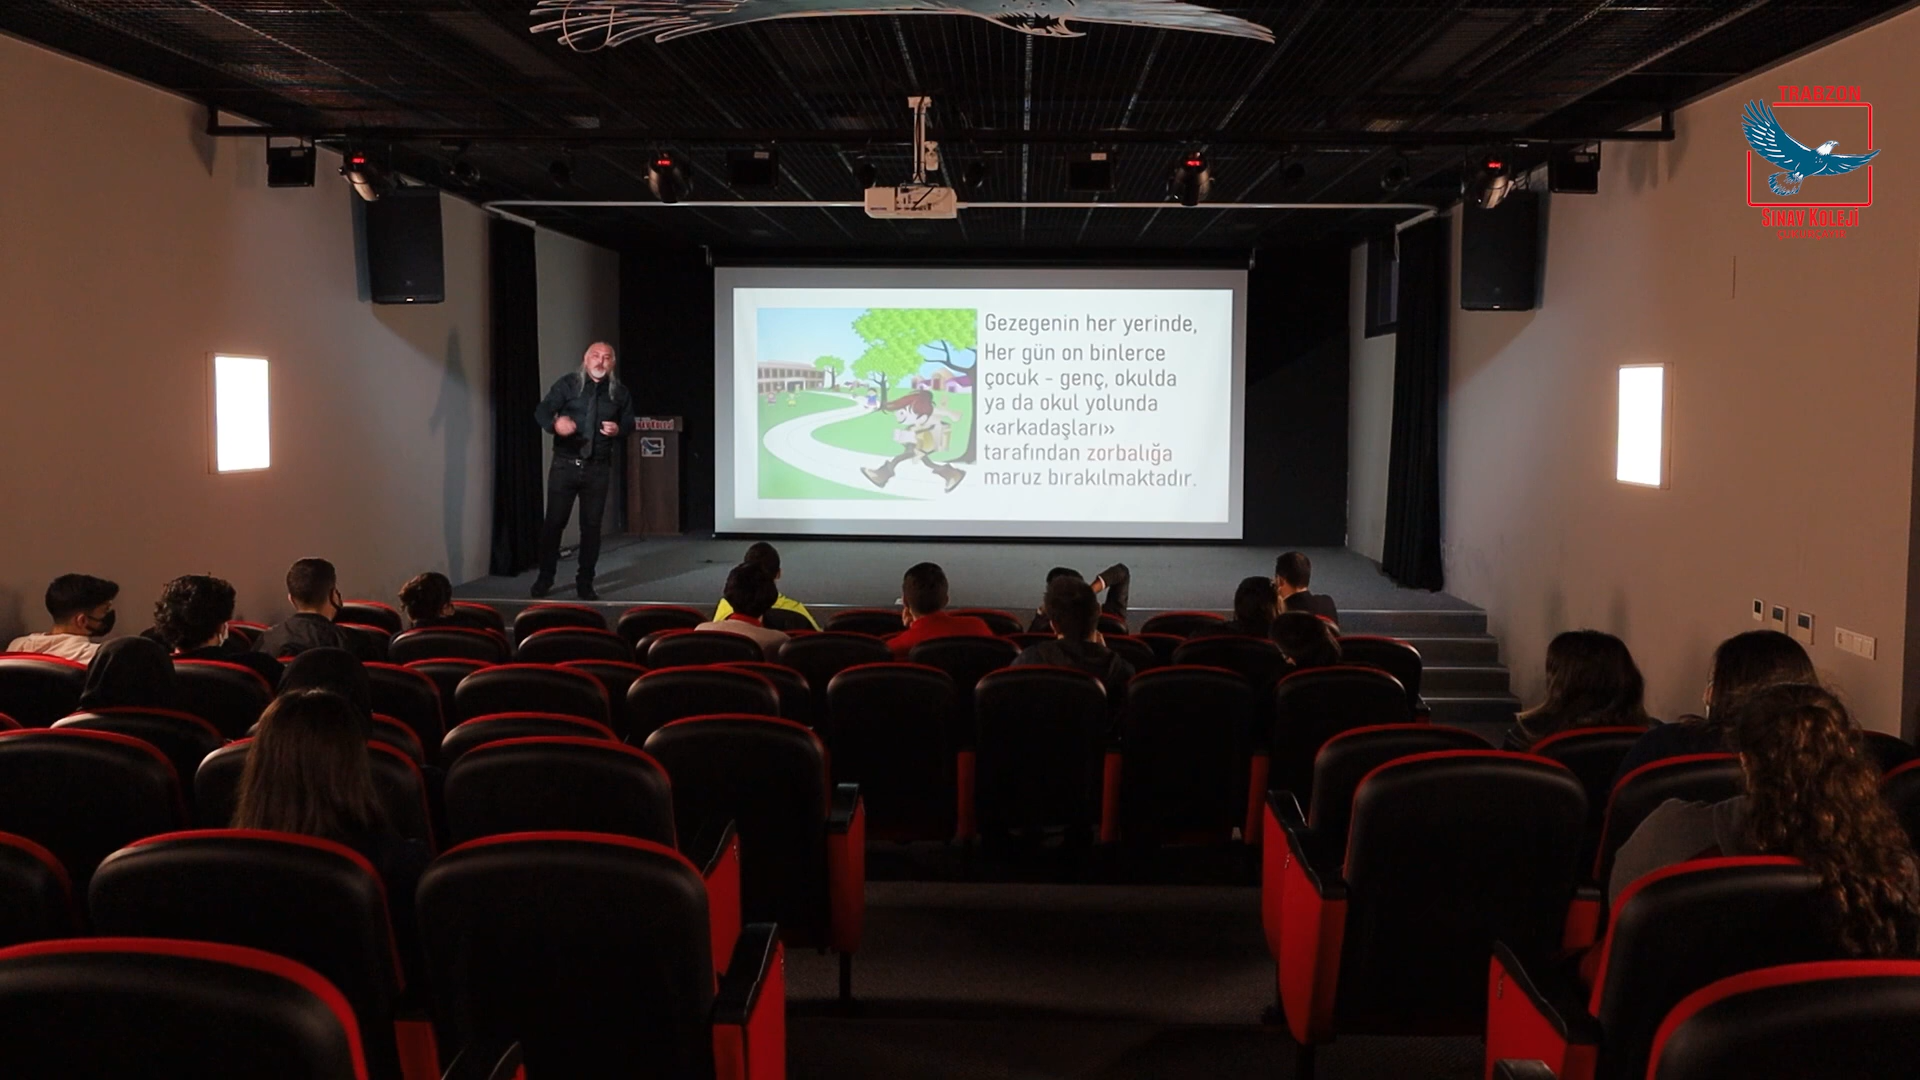 TRABZON
SINAV KOLEJİ
Gezegenin her yerinde,
Her gün on binlerce
çocuk - genç, okulda
ya da okul yolunda
«arkadaşları»
tarafından zorbalığa
maruz bırakılmaktadır.